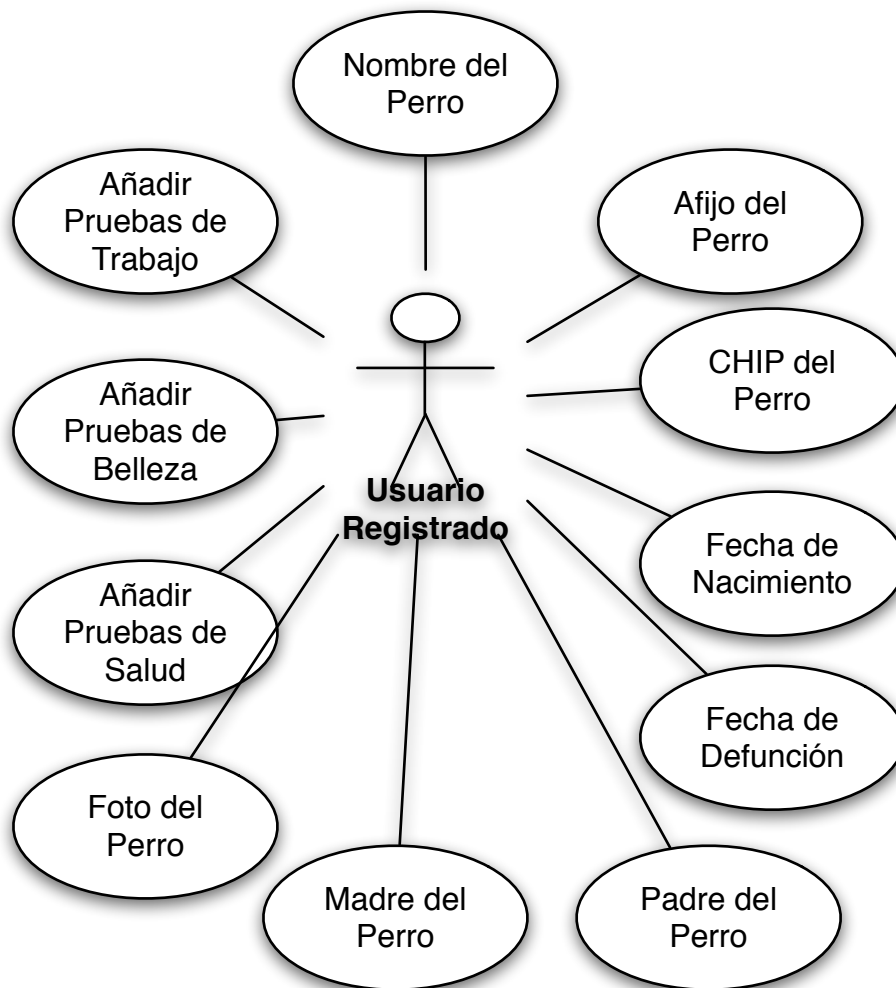 Nombre del
Perro
Añadir
Pruebas de
Trabajo
Afijo del
Perro
CHIP del
Perro
Añadir
Pruebas de
Belleza
Usuario
Registrado
Fecha de
Nacimiento
Añadir
Pruebas de
Salud
Fecha de
Defunción
Foto del
Perro
Madre del
Perro
Padre del
Perro